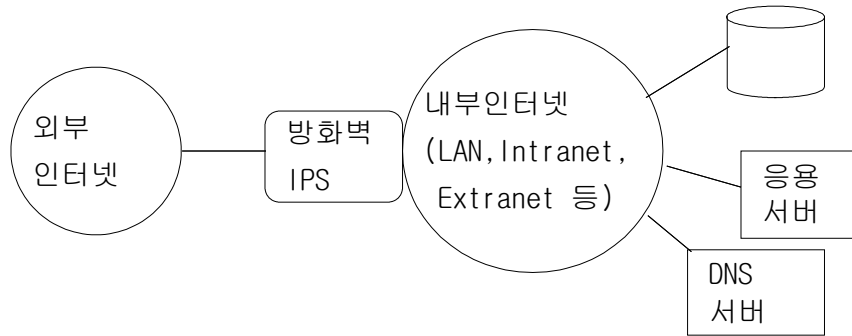 외부
인터넷
방화벽
IPS
내부인터넷
(LAN,Intranet,
Extranet 등)
응용
서버
DNS
서버